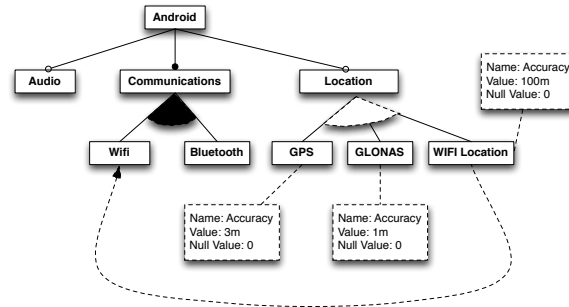 Android
Audio
Communications
Location
Name: Accuracy
Value: 100m
Null Value: 0
Wifi
Bluetooth
GPS
GLONAS
WIFI Location
Name: Accuracy
Value: 3m
Null Value: 0
Name: Accuracy
Value: 1m
Null Value: 0